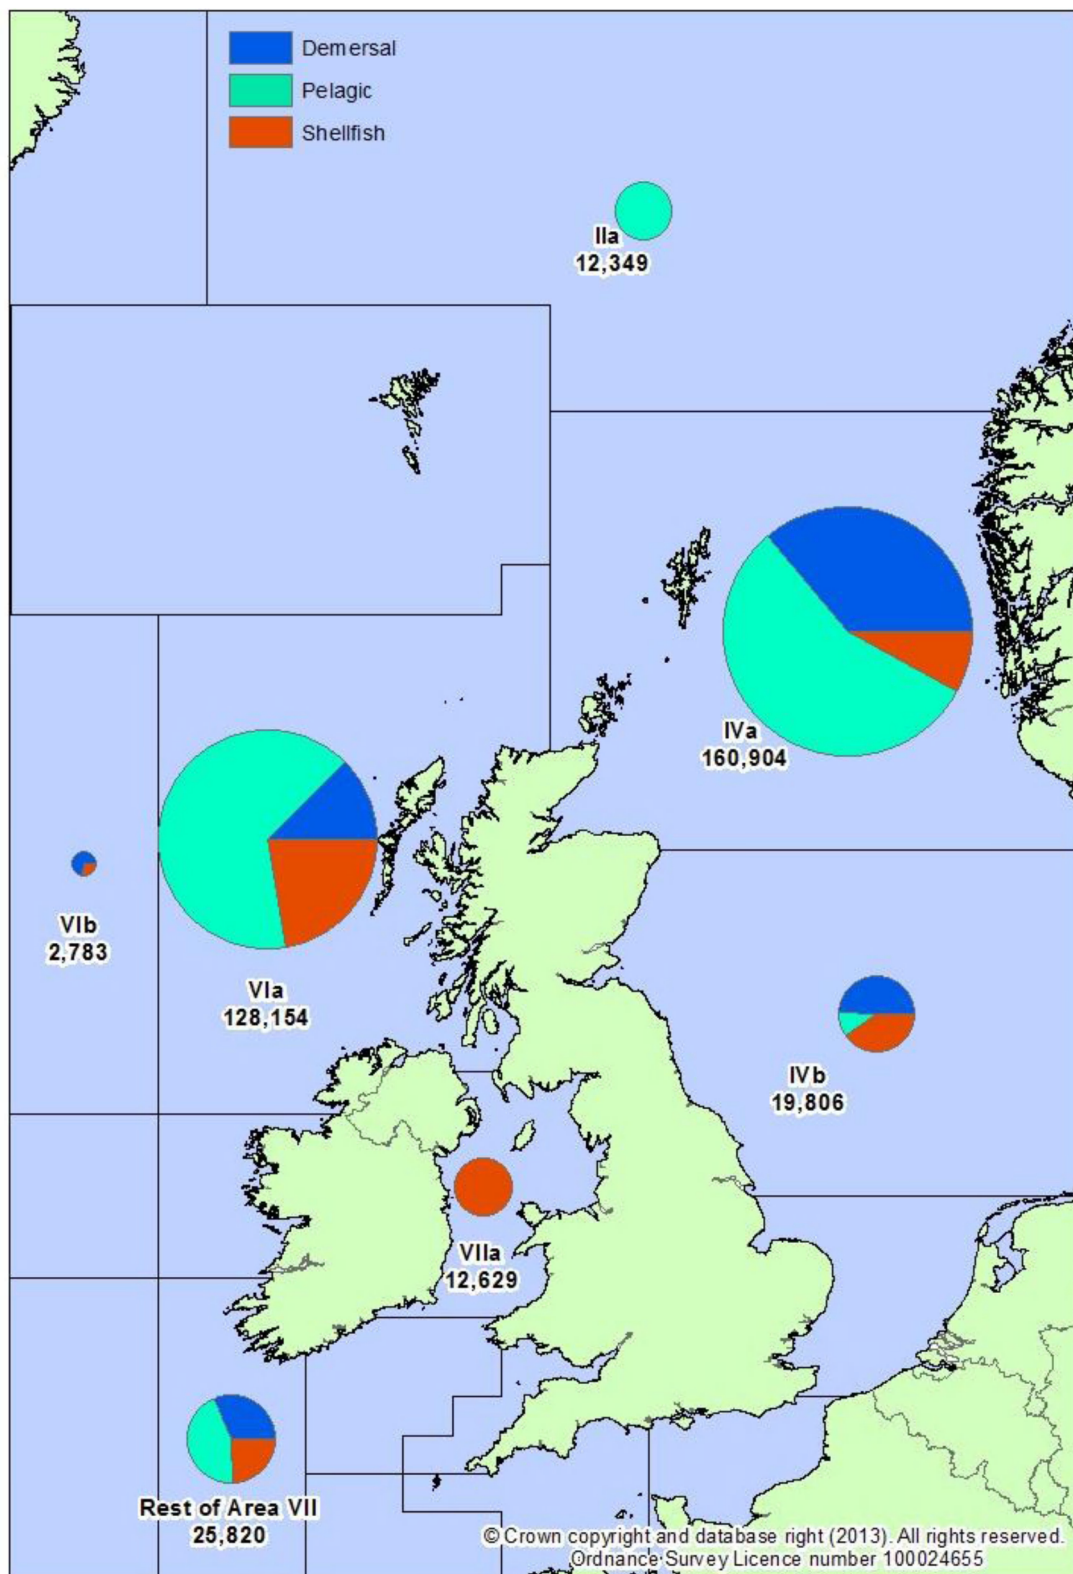 Demersal
Pelagic
Shellfish
IIa
12,349
IVa
160,904
VIb
2,783
VIa
128,154
IVb
19,806
VIIa
12,629
Rest of Area VII
25,820
© Crown copyright and database right (2013). All rights reserved.
Ordnance Survey Licence number 100024655